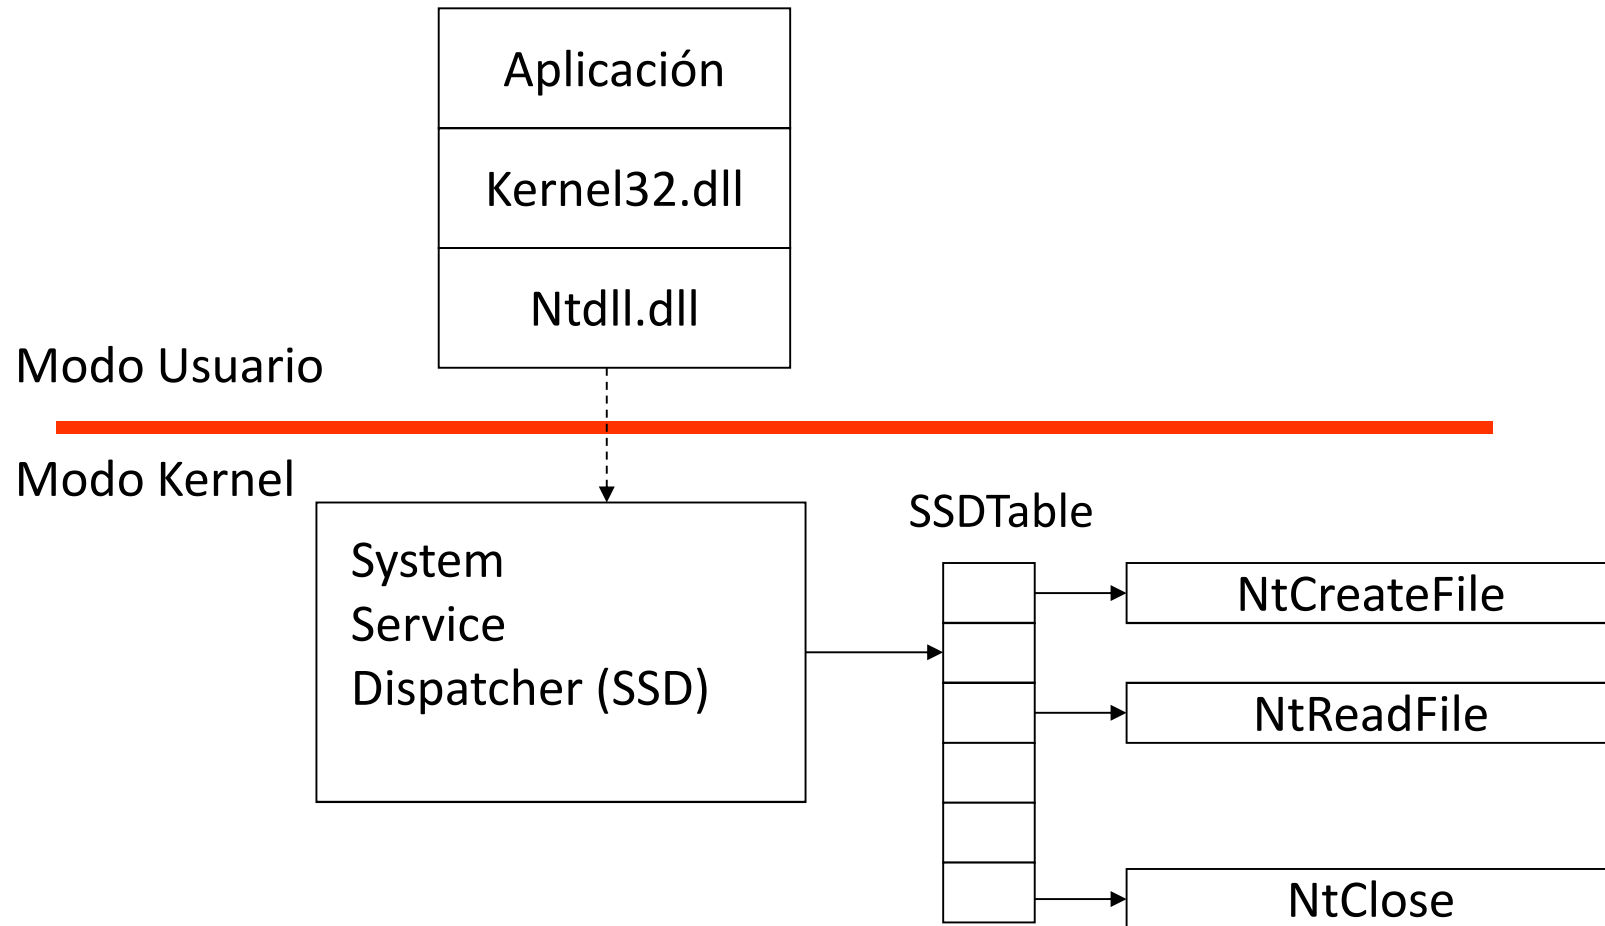 Aplicación
Kernel32.dll
Ntdll.dll
Modo Usuario
Modo Kernel
System
Service
Dispatcher (SSD)
SSDTable
NtCreateFile
NtReadFile
NtClose